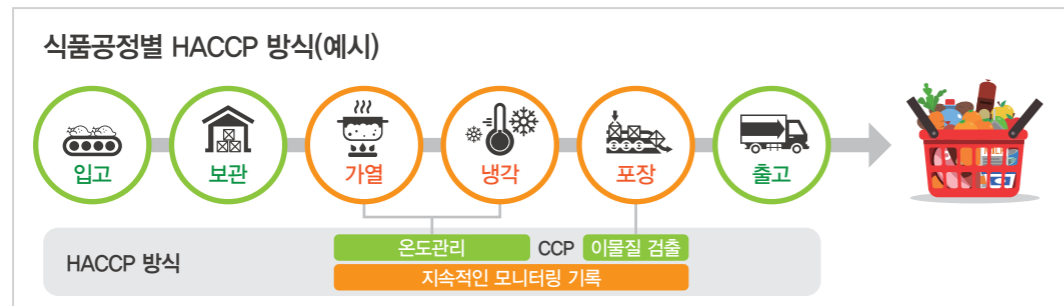 식품공정별 HACCP 방식(예시)
입고 보관 가열 냉각 포장 출고
온도관리 CCP 이물질 검출
HACCP 방식
지속적인 모니터링 기록